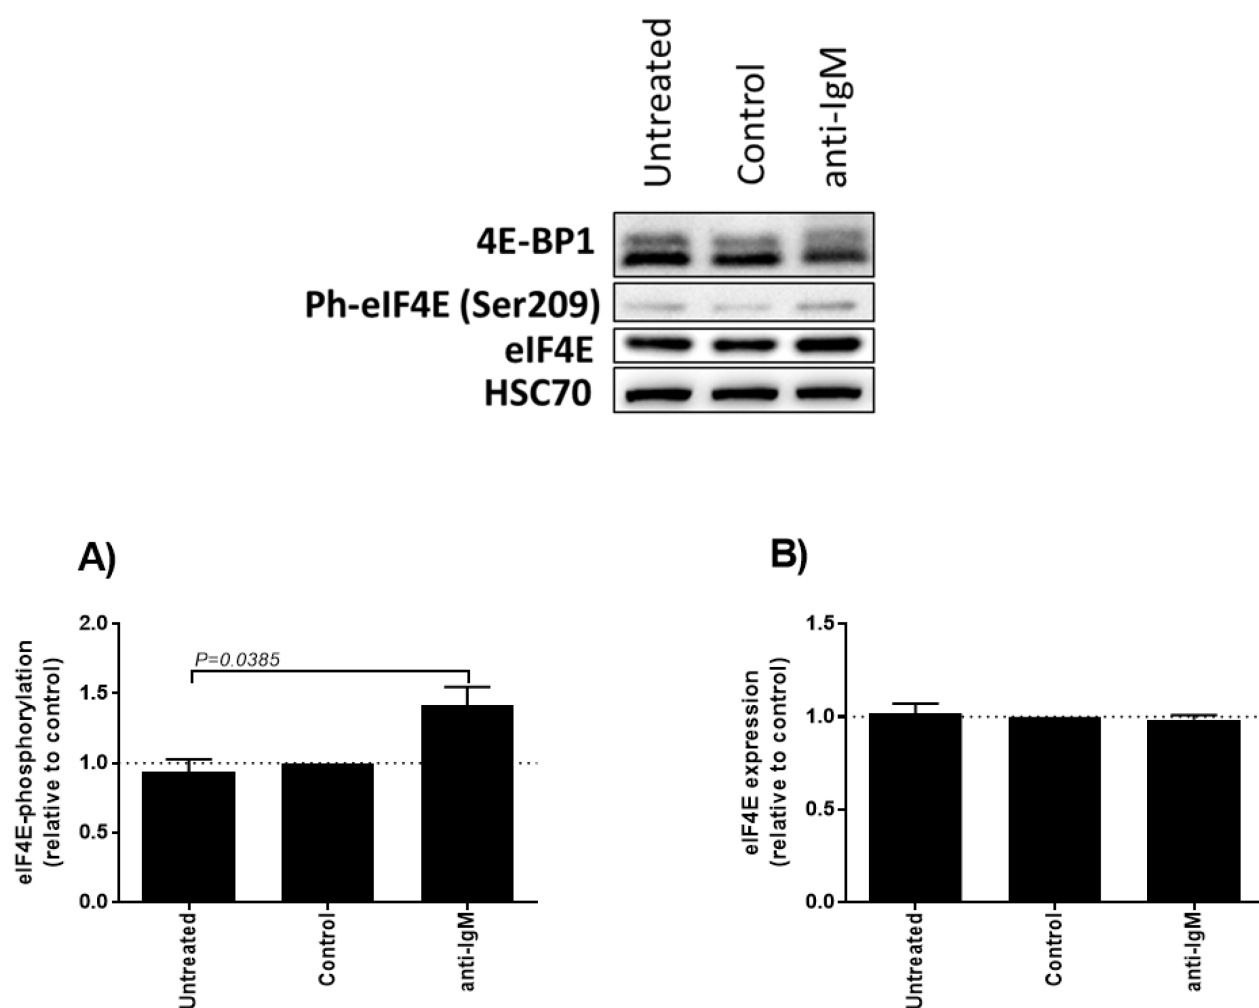 Untreated
Control
anti-IgM
4E-BP1
Ph-eIF4E (Ser209)
eIF4E
HSC70
A)
eIF4E-phosphorylation
(relative to control)
2.0
1.5
1.0
0.5
0.0
P=0.0385
Untreated
Control
anti-IgM
B)
eIF4E expression
(relative to control)
1.5
1.0
0.5
0.0
Untreated
Control
anti-IgM